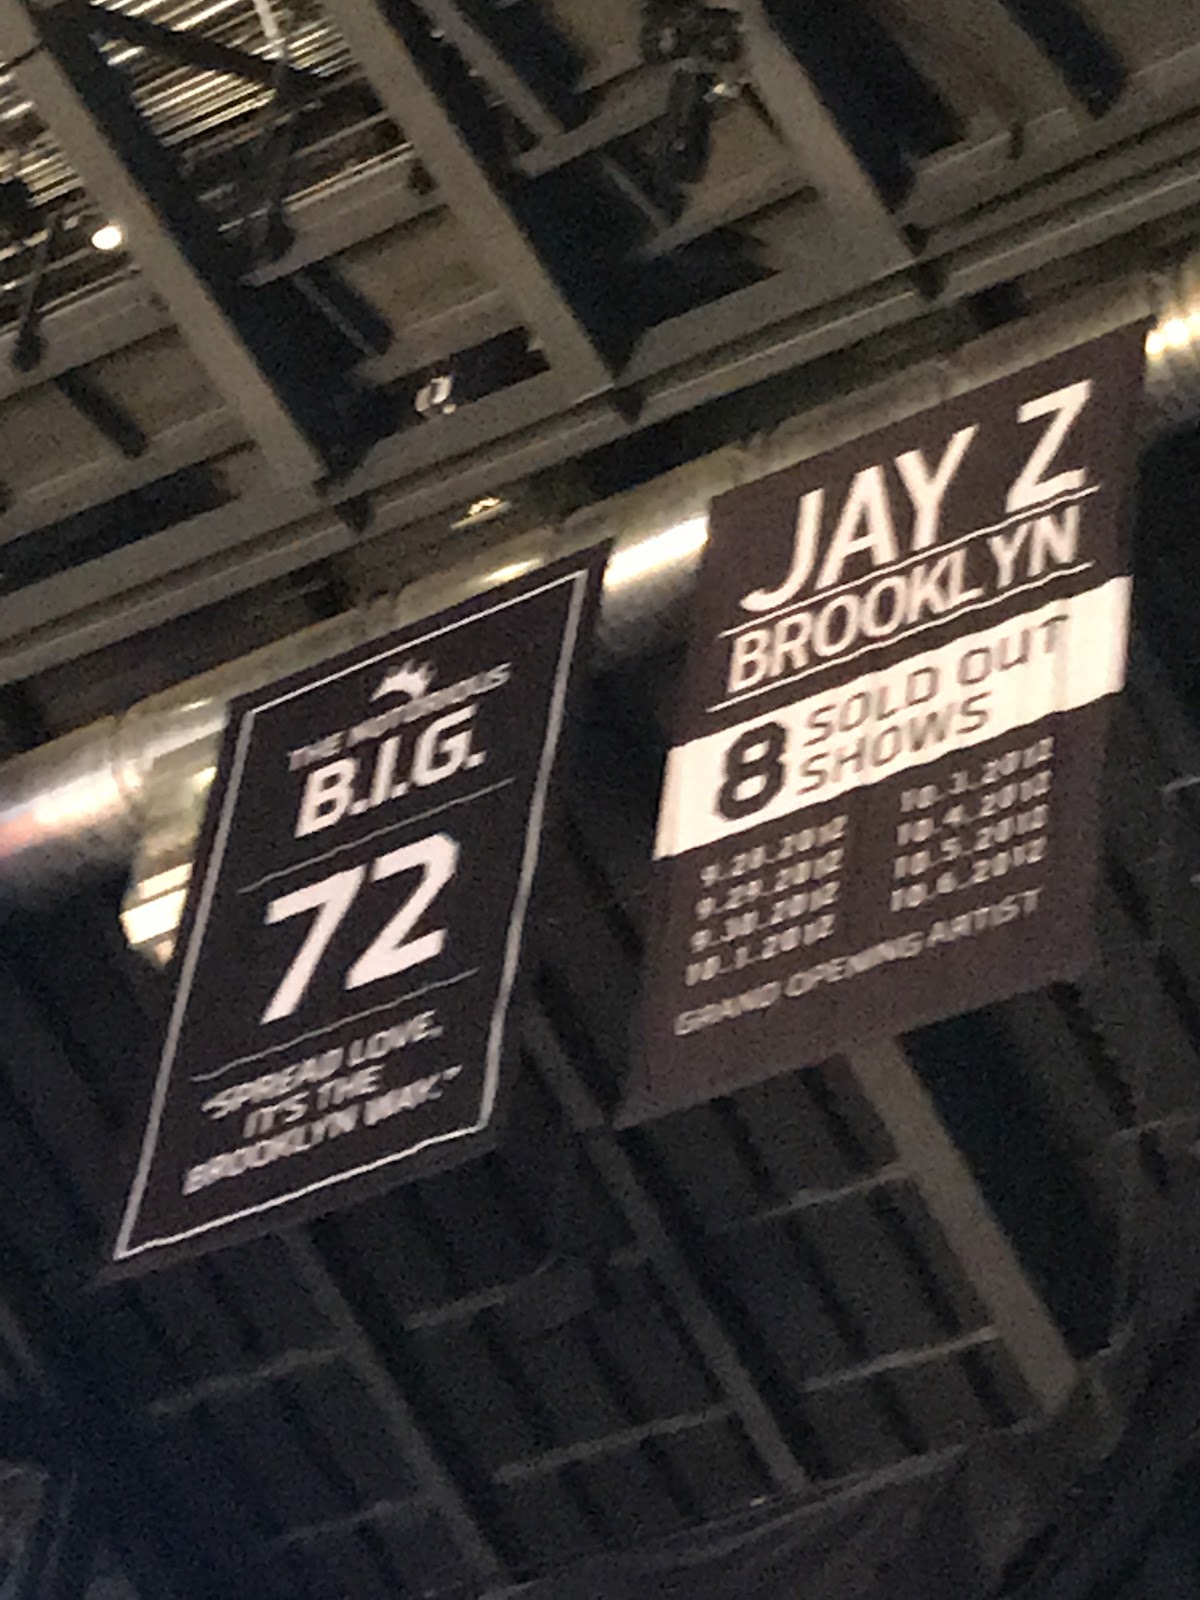 THE NOTORIOUS
B.I.G.
72
"SPREAD LOVE,
IT'S THE
BROOKLYN WAY."
JAY Z
BROOKLYN
8 SOLD OUT
SHOWS
9.28.2012
9.29.2012
9.30.2012
10.1.2012
10.3.2012
10.4.2012
10.5.2012
10.6.2012
GRAND OPENING ARTIST